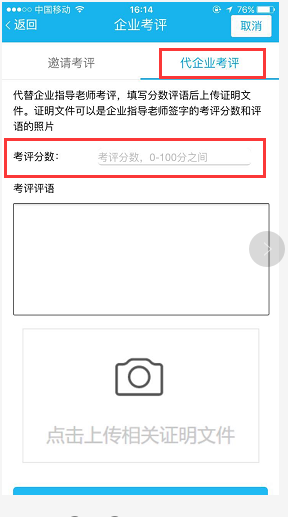 中国移动 16:14 76%
返回 企业考评 取消
邀请考评 代企业考评
代替企业指导老师考评，填写分数评语后上传证明文
件。证明文件可以是企业指导老师签字的考评分数和评
语的照片
考评分数： 考评分数，0-100分之间
考评评语
点击上传相关证明文件